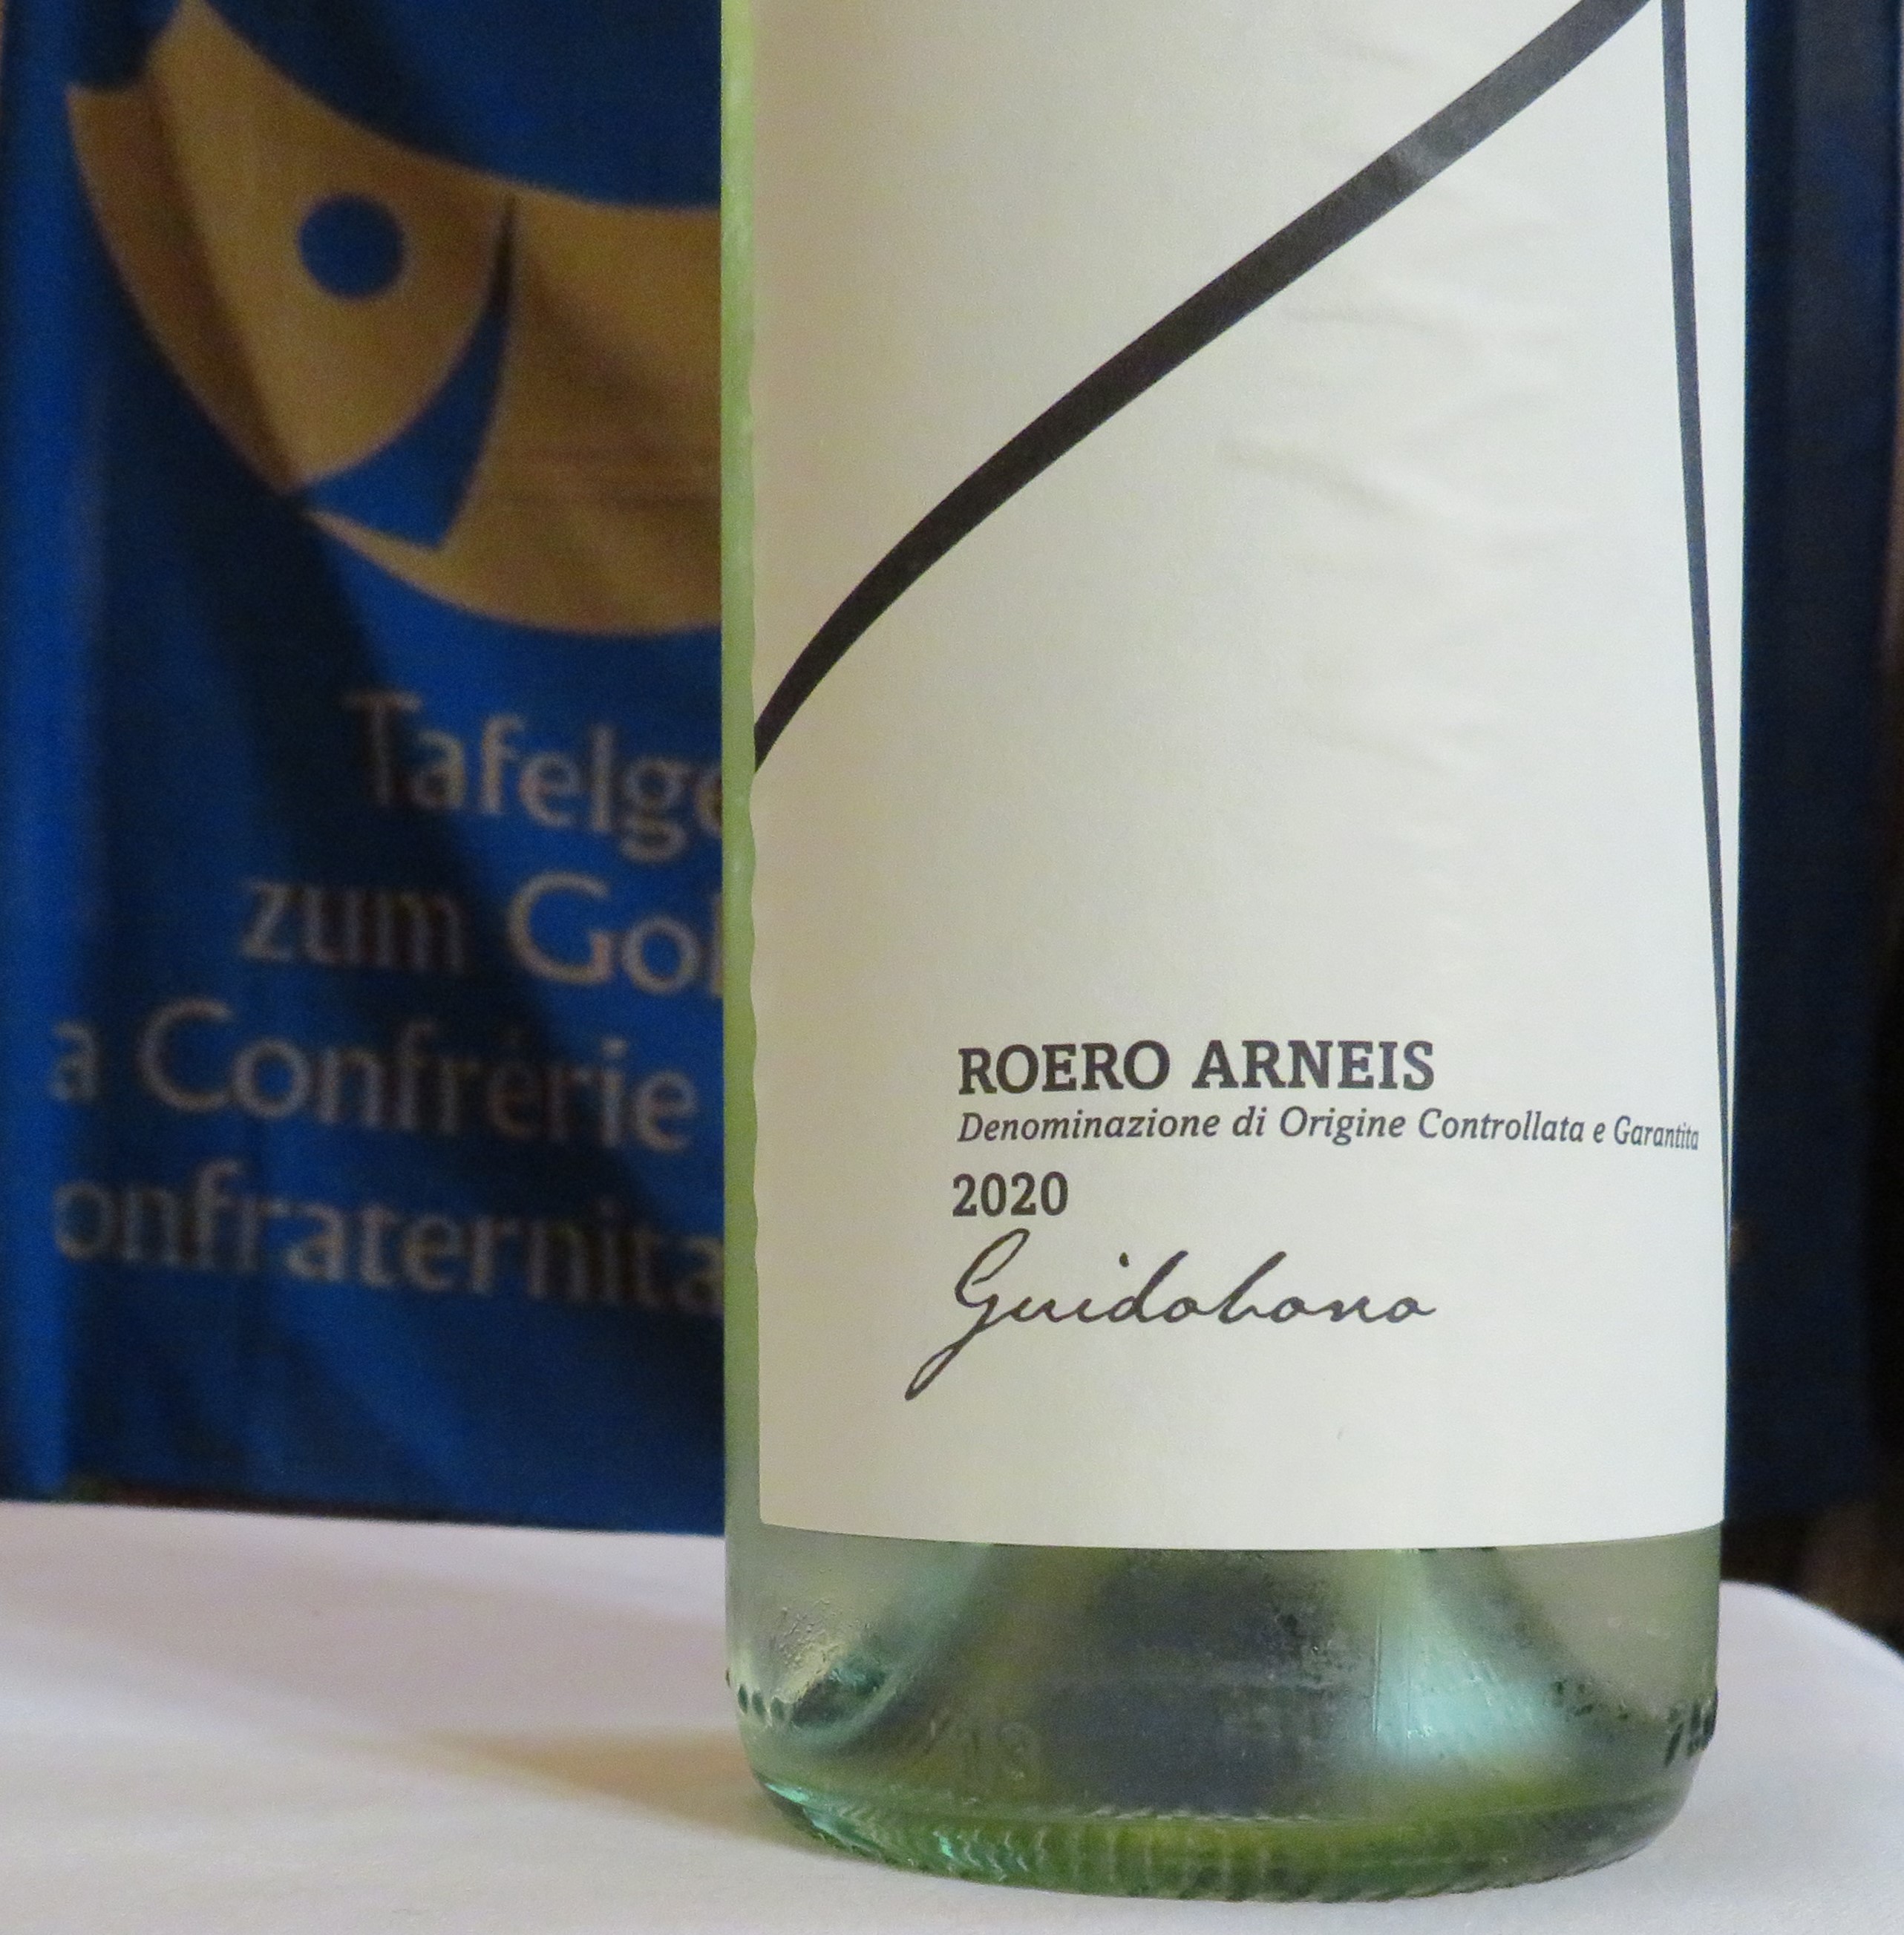 Tafelge
zum Gol
a Confrérie
onfraternita
ROERO ARNEIS
Denominazione di Origine Controllata e Garantita
2020
Guidobono